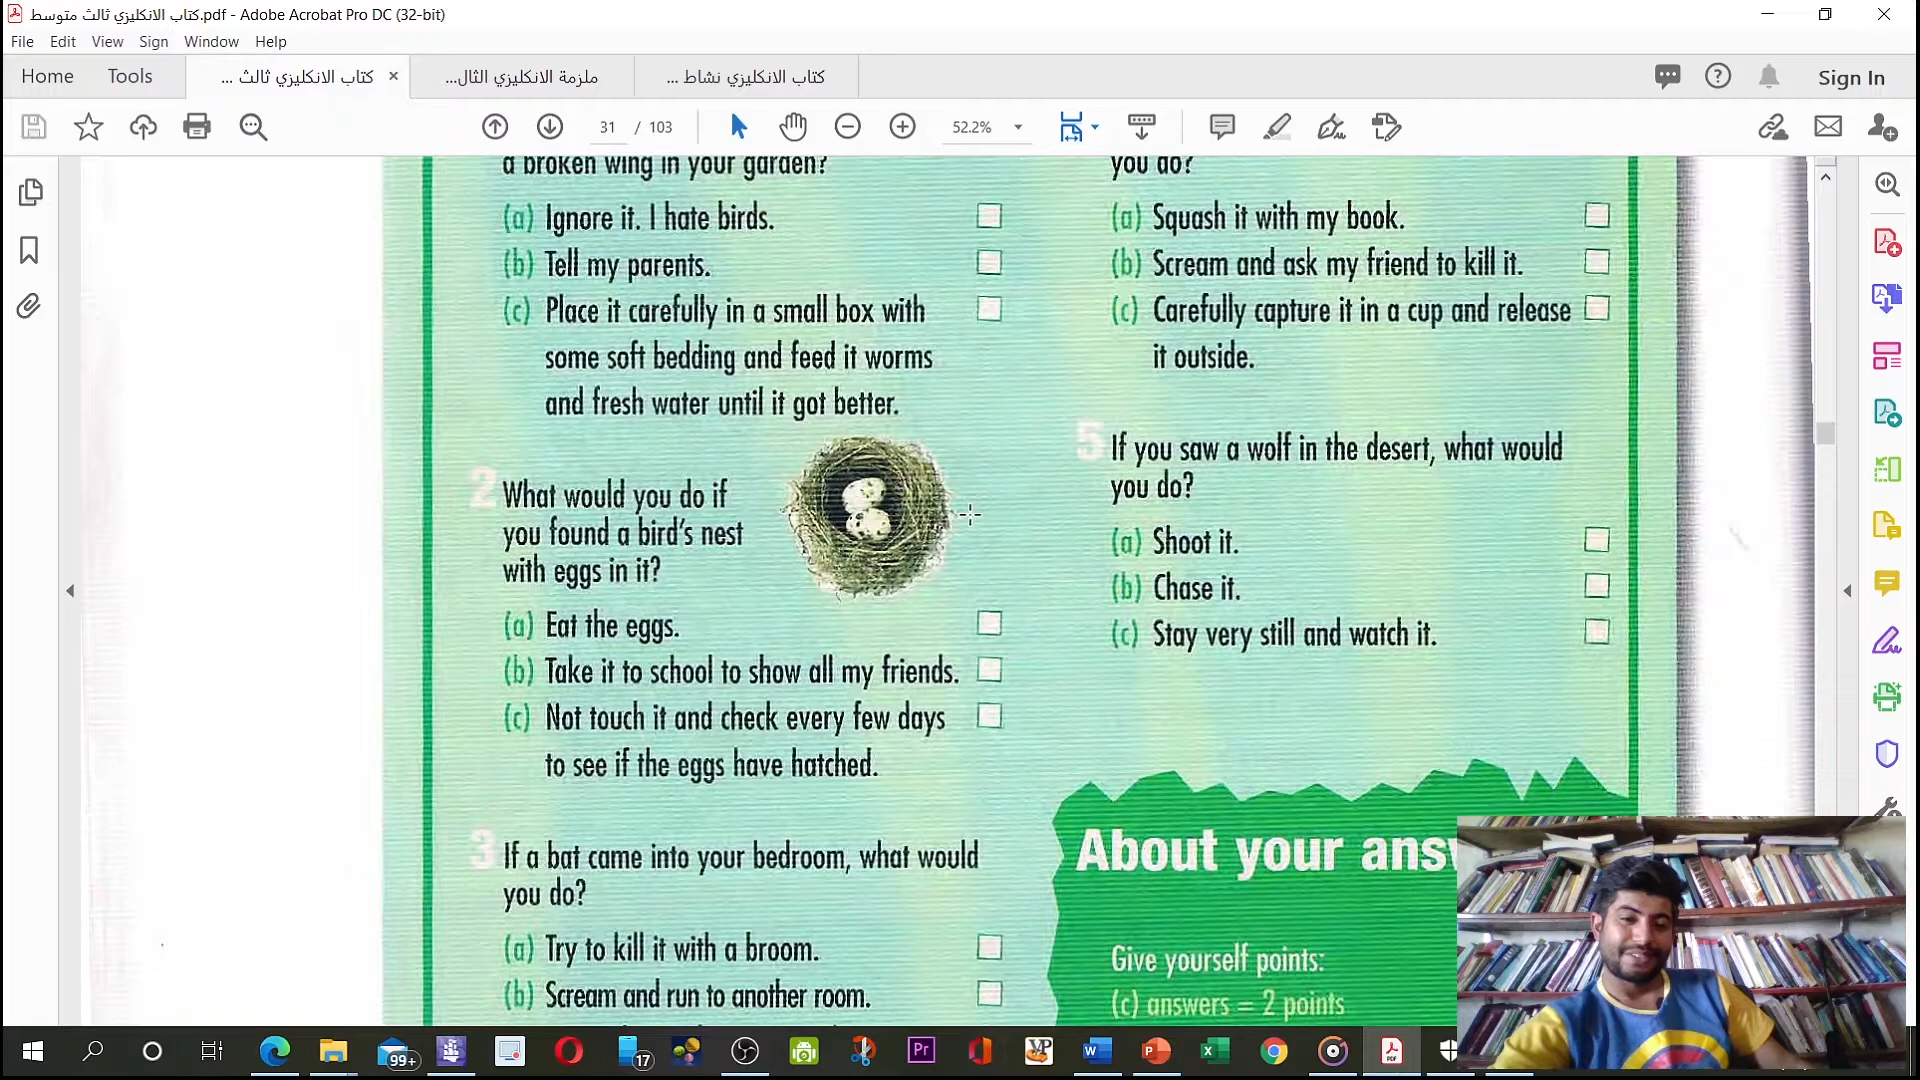 كتاب الانكليزي ثالث متوسط.pdf - Adobe Acrobat Pro DC (32-bit)
File Edit View Sign Window Help
Home Tools كتاب الانكليزي ثالث ... ملزمة الانكليزي الثال... كتاب الانكليزي نشاط ... Sign In
31 / 103 52.2%
a broken wing in your garden?
(a) Ignore it. I hate birds.
(b) Tell my parents.
(c) Place it carefully in a small box with
some soft bedding and feed it worms
and fresh water until it got better.
2 What would you do if
you found a bird's nest
with eggs in it?
(a) Eat the eggs.
(b) Take it to school to show all my friends.
(c) Not touch it and check every few days
to see if the eggs have hatched.
3 If a bat came into your bedroom, what would
you do?
(a) Try to kill it with a broom.
(b) Scream and run to another room.
you do?
(a) Squash it with my book.
(b) Scream and ask my friend to kill it.
(c) Carefully capture it in a cup and release
it outside.
5 If you saw a wolf in the desert, what would
you do?
(a) Shoot it.
(b) Chase it.
(c) Stay very still and watch it.
About your answ
Give yourself points:
(c) answers = 2 points
99+ 17 Pr